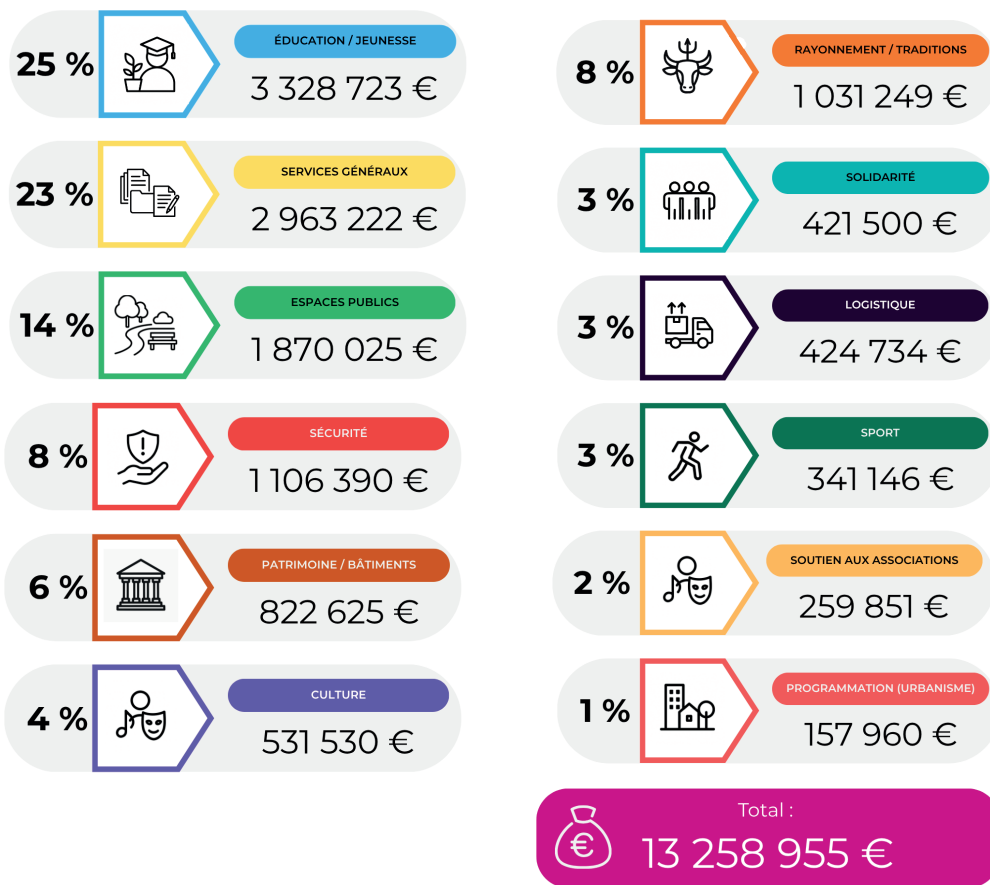 25 %
ÉDUCATION / JEUNESSE
3 328 723 €
23 %
SERVICES GÉNÉRAUX
2 963 222 €
14 %
ESPACES PUBLICS
1 870 025 €
8 %
SÉCURITÉ
1 106 390 €
6 %
PATRIMOINE / BÂTIMENTS
822 625 €
4 %
CULTURE
531 530 €
8 %
RAYONNEMENT / TRADITIONS
1 031 249 €
3 %
SOLIDARITÉ
421 500 €
3 %
LOGISTIQUE
424 734 €
3 %
SPORT
341 146 €
2 %
SOUTIEN AUX ASSOCIATIONS
259 851 €
1 %
PROGRAMMATION (URBANISME)
157 960 €
€
Total :
13 258 955 €